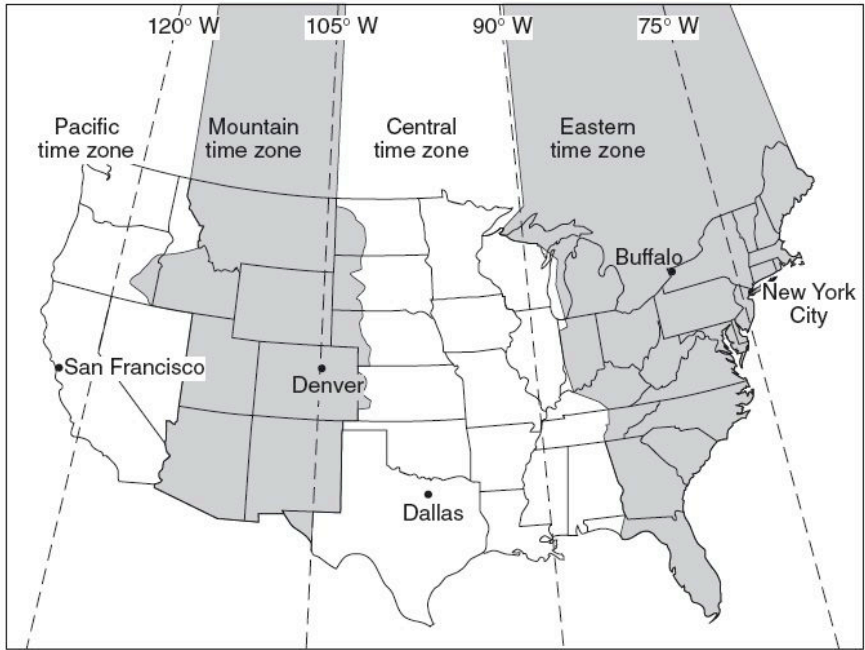 120° W
105° W
90° W
75° W
Pacific
time zone
Mountain
time zone
Central
time zone
Eastern
time zone
Buffalo
New York
City
San Francisco
Denver
Dallas